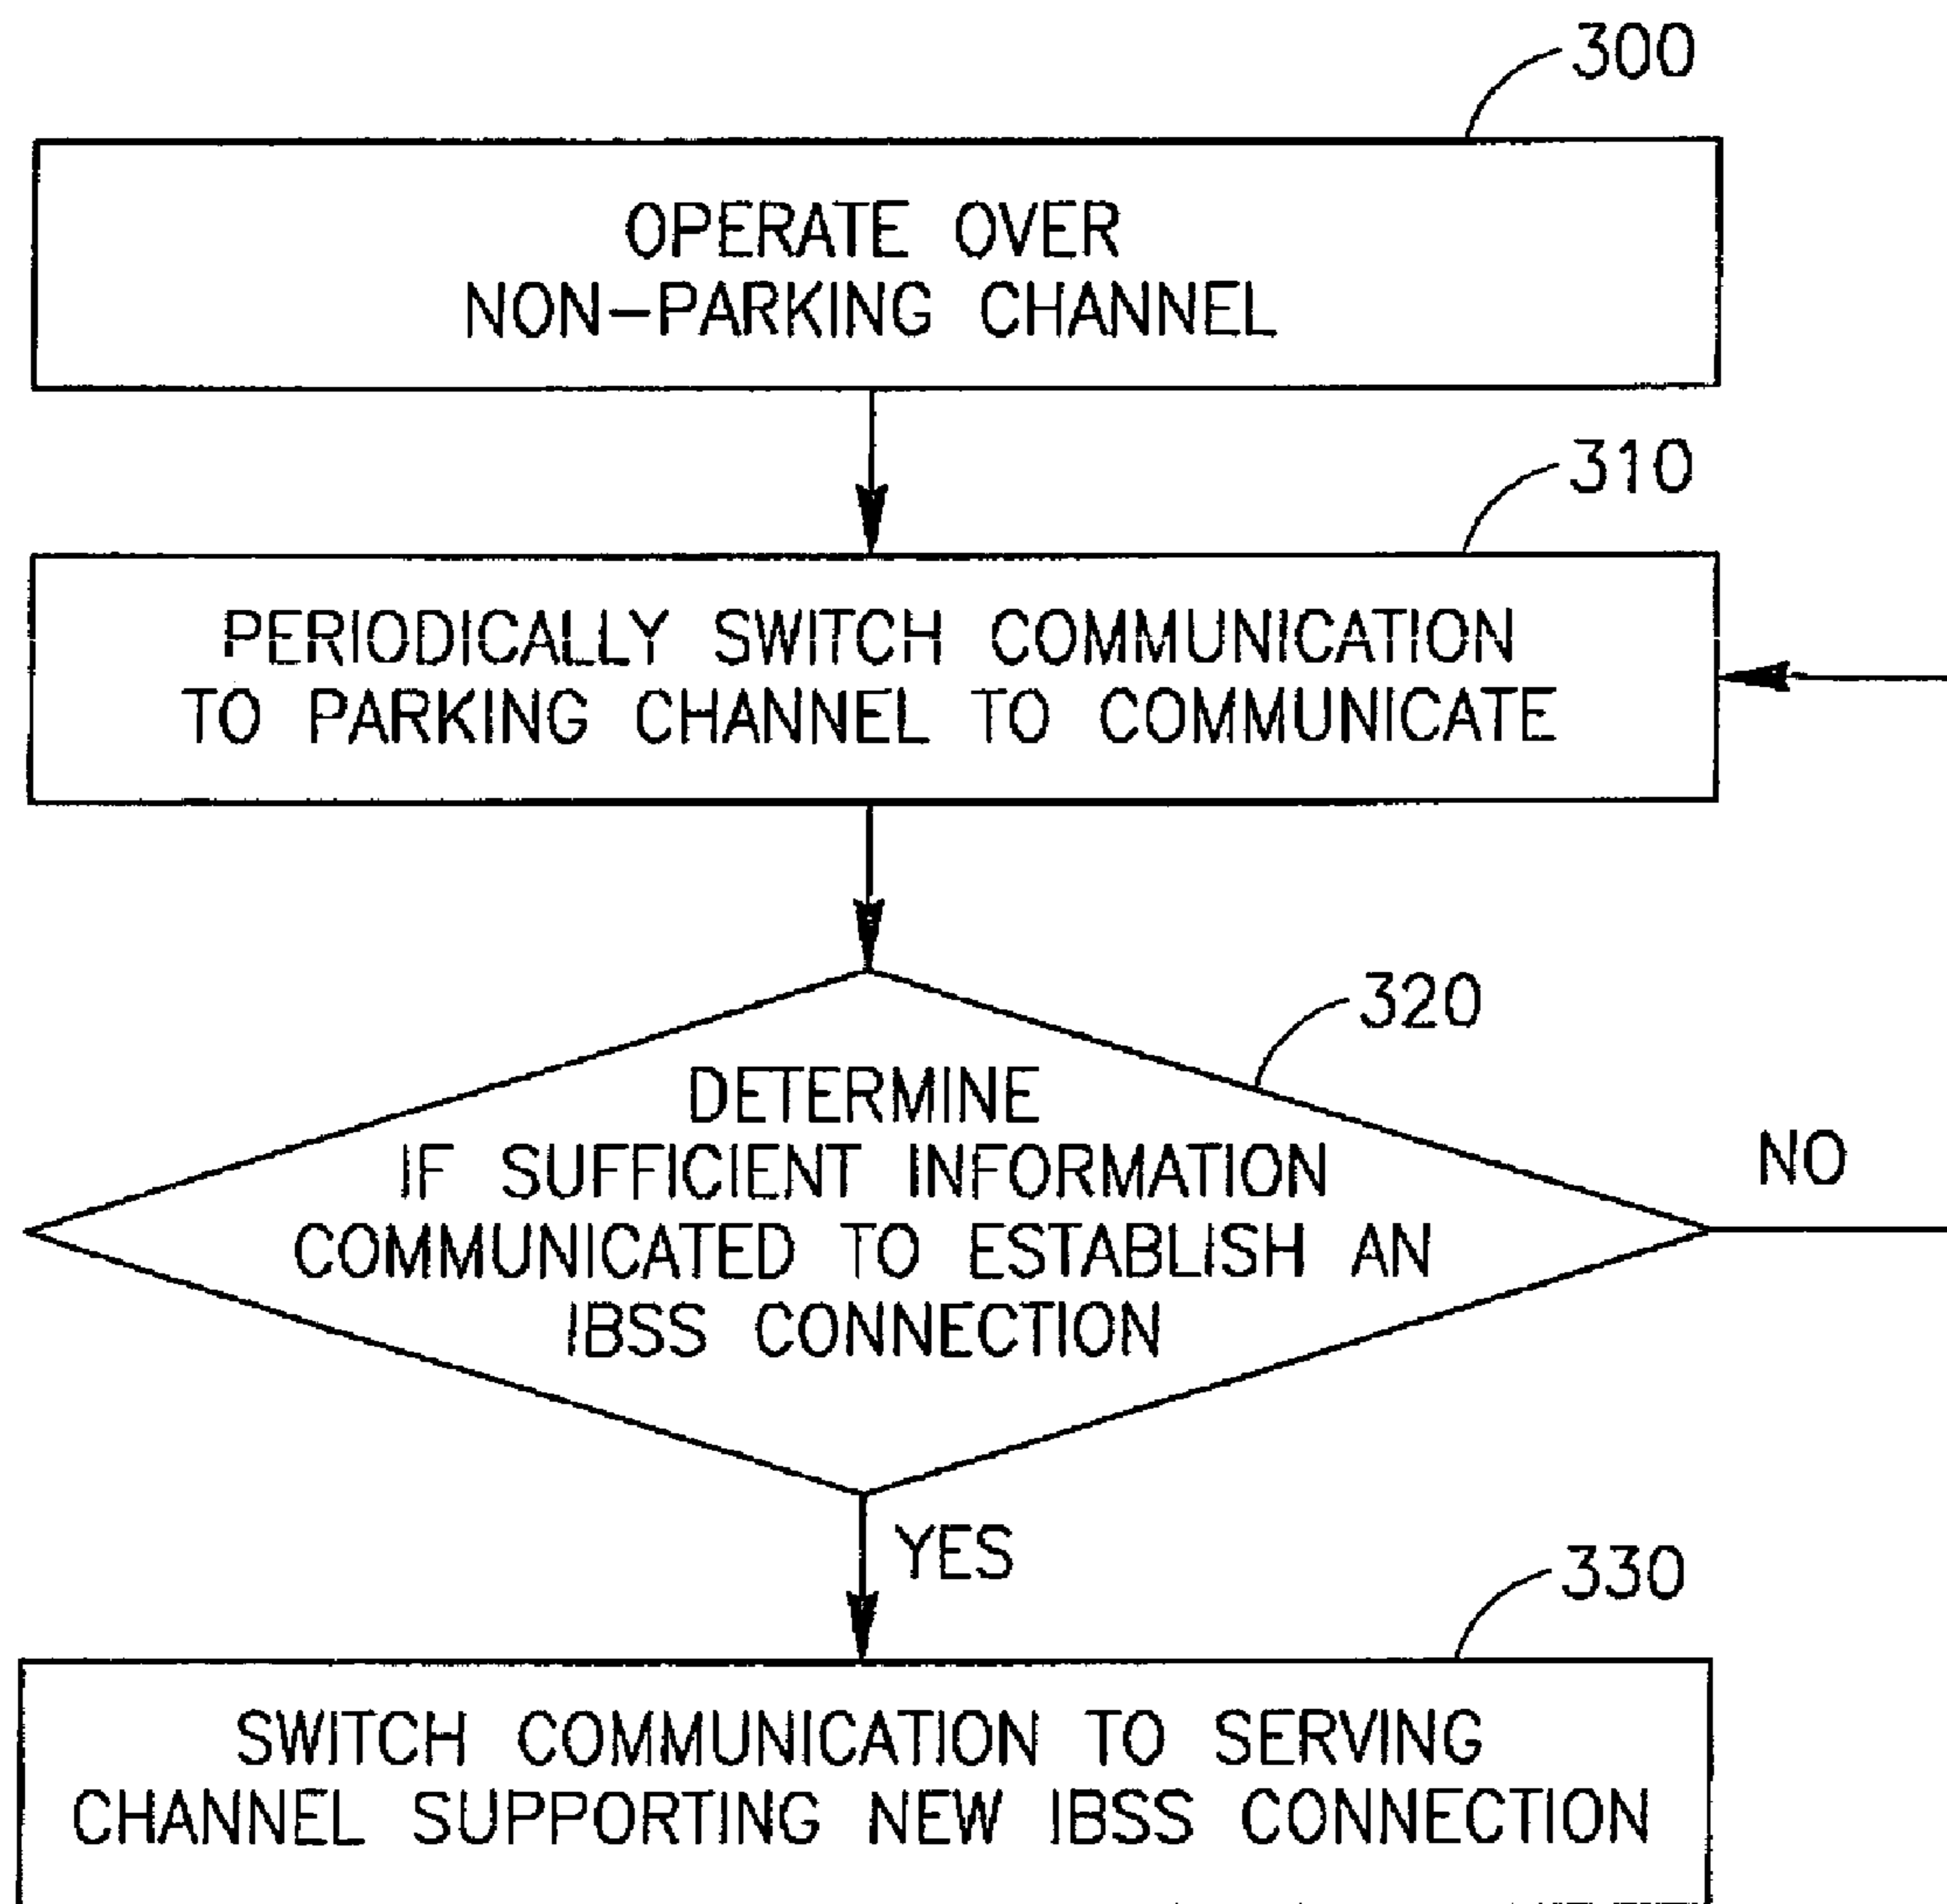 300
OPERATE OVER
NON-PARKING CHANNEL
310
PERIODICALLY SWITCH COMMUNICATION
TO PARKING CHANNEL TO COMMUNICATE
320
DETERMINE
IF SUFFICIENT INFORMATION
COMMUNICATED TO ESTABLISH AN
IBSS CONNECTION
NO
YES
330
SWITCH COMMUNICATION TO SERVING
CHANNEL SUPPORTING NEW IBSS CONNECTION